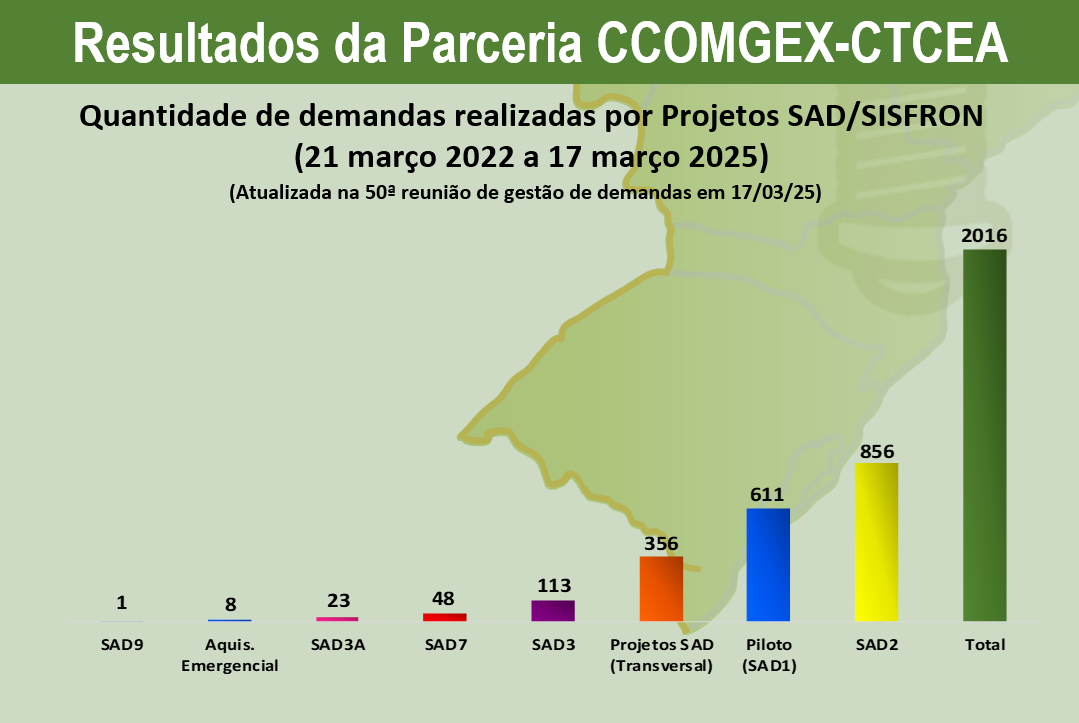 Resultados da Parceria CCOMGEX-CTCEA
Quantidade de demandas realizadas por Projetos SAD/SISFRON
(21 março 2022 a 17 março 2025)
(Atualizada na 50ª reunião de gestão de demandas em 17/03/25)
2016
856
611
356
113
48
23
8
1
SAD9
Aquis.
Emergencial
SAD3A
SAD7
SAD3
Projetos SAD
(Transversal)
Piloto
(SAD1)
SAD2
Total